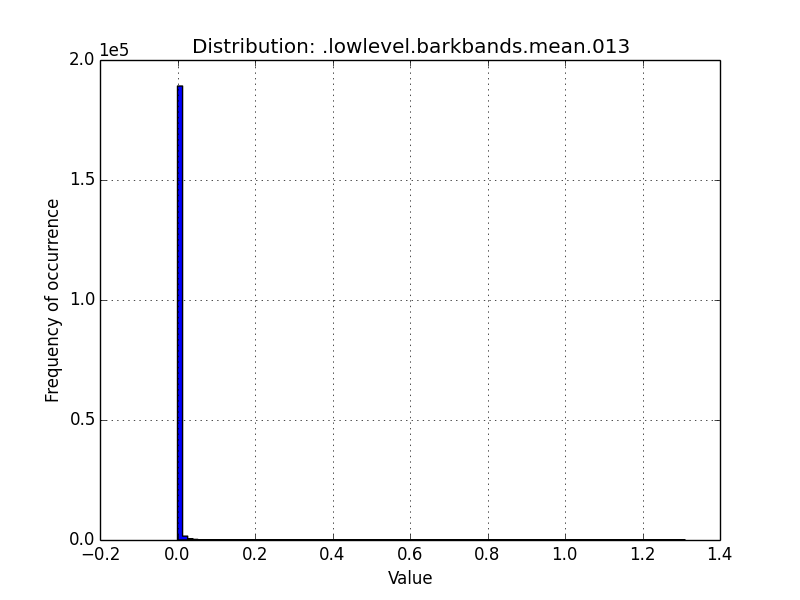 Distribution: .lowlevel.barkbands.mean.013
1e5
2.0
1.5
1.0
0.5
0.0
Frequency of occurrence
−0.2 0.0 0.2 0.4 0.6 0.8 1.0 1.2 1.4
Value